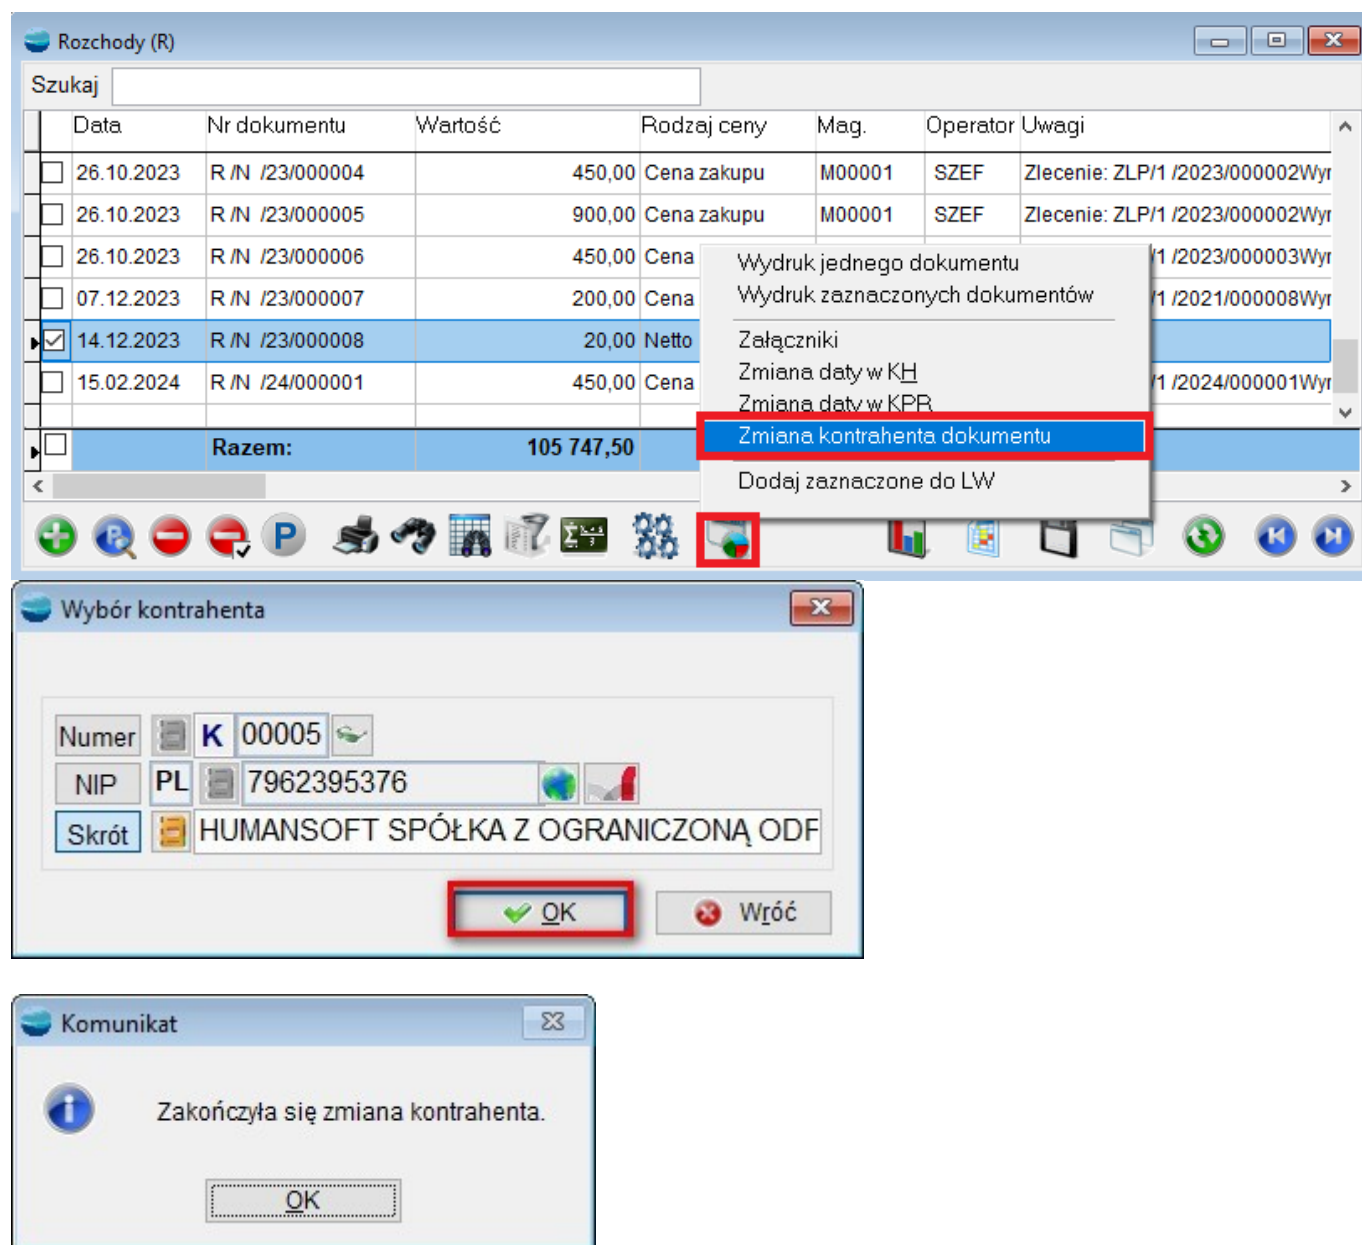 Rozchody (R)
Szukaj
Data Nr dokumentu Wartość Rodzaj ceny Mag. Operator Uwagi
26.10.2023 R /N /23/000004 450,00 Cena zakupu M00001 SZEF Zlecenie: ZLP/1 /2023/000002Wyr
26.10.2023 R /N /23/000005 900,00 Cena zakupu M00001 SZEF Zlecenie: ZLP/1 /2023/000002Wyr
26.10.2023 R /N /23/000006 450,00 Cena /1 /2023/000003Wyr
07.12.2023 R /N /23/000007 200,00 Cena /1 /2021/000008Wyr
14.12.2023 R /N /23/000008 20,00 Netto
15.02.2024 R /N /24/000001 450,00 Cena /1 /2024/000001Wyr
Razem: 105 747,50
Wydruk jednego dokumentu
Wydruk zaznaczonych dokumentów
Załączniki
Zmiana daty w KH
Zmiana daty w KPR
Zmiana kontrahenta dokumentu
Dodaj zaznaczone do LW
P P
Wybór kontrahenta
Numer K 00005
NIP PL 7962395376
Skrót HUMANSOFT SPÓŁKA Z OGRANICZONĄ ODP
OK Wróć
Komunikat
Zakończyła się zmiana kontrahenta.
OK